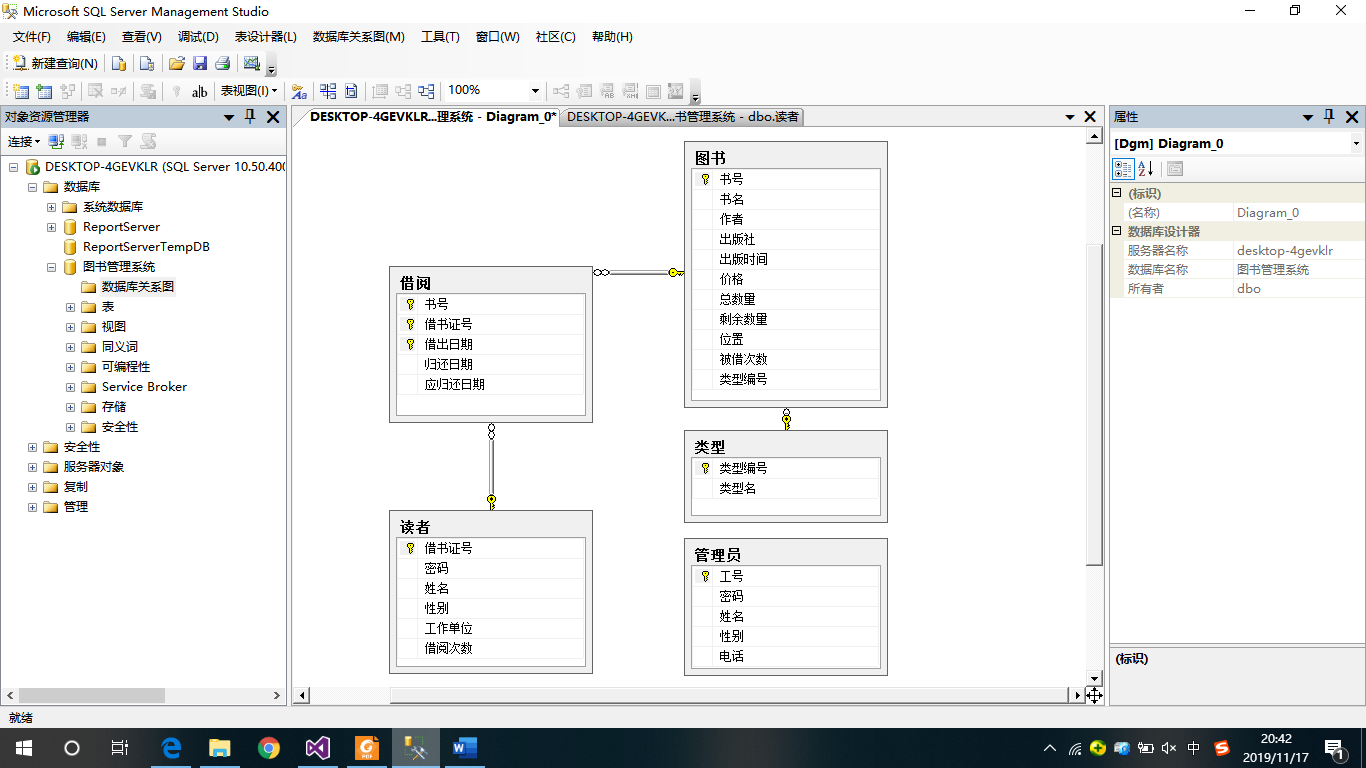 Microsoft SQL Server Management Studio
文件(F) 编辑(E) 查看(V) 调试(D) 表设计器(L) 数据库关系图(M) 工具(T) 窗口(W) 社区(C) 帮助(H)
新建查询(N)
表视图(I) 100%
对象资源管理器
连接
DESKTOP-4GEVKLR (SQL Server 10.50.400
数据库
系统数据库
ReportServer
ReportServerTempDB
图书管理系统
数据库关系图
表
视图
同义词
可编程性
Service Broker
存储
安全性
安全性
服务器对象
复制
管理
DESKTOP-4GEVKLR...理系统 - Diagram_0*
DESKTOP-4GEVK...书管理系统 - dbo.读者
借阅
书号
借书证号
借出日期
归还日期
应归还日期
读者
借书证号
密码
姓名
性别
工作单位
借阅次数
图书
书号
书名
作者
出版社
出版时间
价格
总数量
剩余数量
位置
被借次数
类型编号
类型
类型编号
类型名
管理员
工号
密码
姓名
性别
电话
属性
[Dgm] Diagram_0
(标识)
(名称) Diagram_0
数据库设计器
服务器名称 desktop-4gevklr
数据库名称 图书管理系统
所有者 dbo
(标识)
就绪
中
20:42
2019/11/17
1